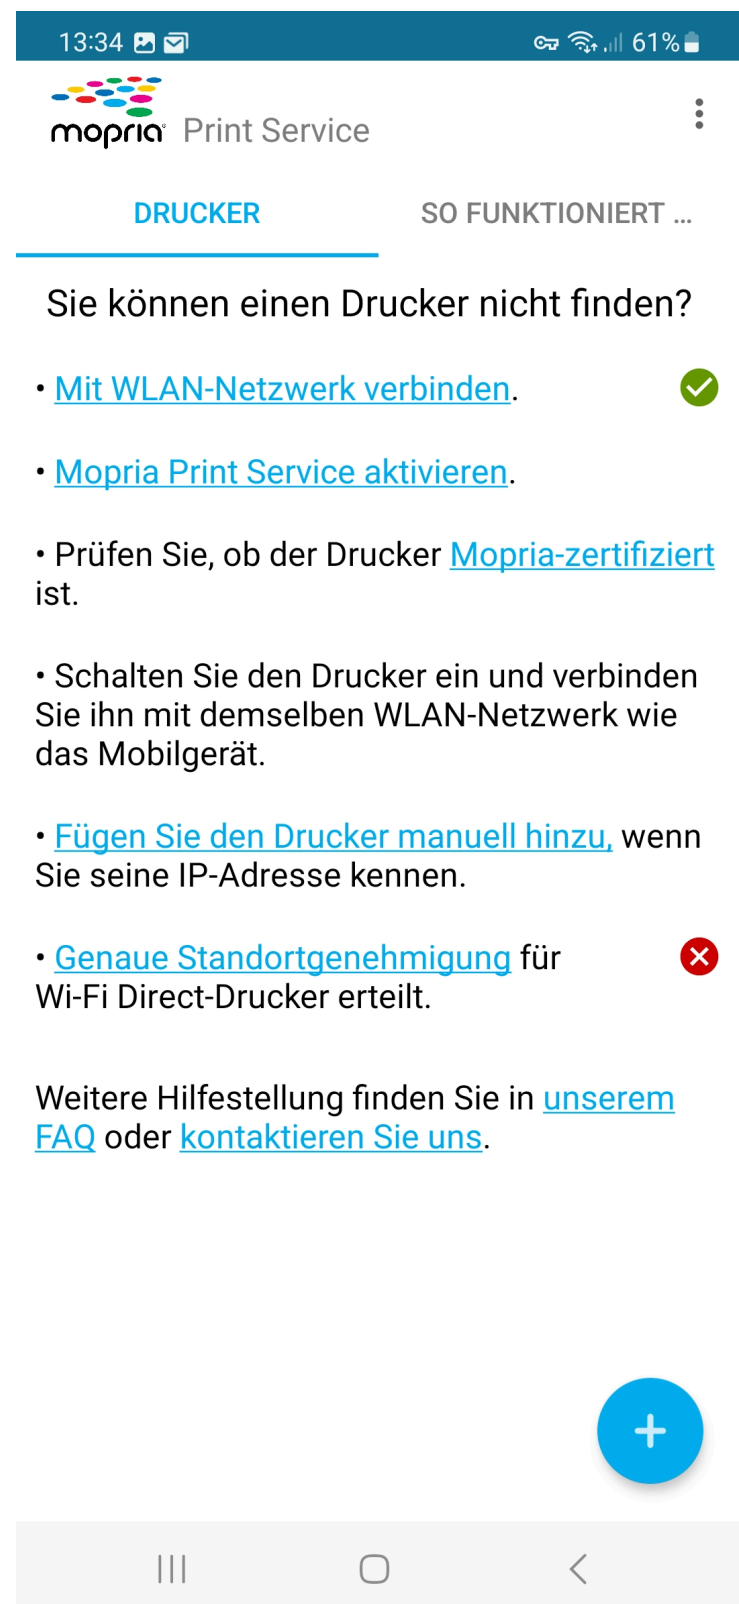 13:34
61%
mopria Print Service
DRUCKER
SO FUNKTIONIERT ...
Sie können einen Drucker nicht finden?
• Mit WLAN-Netzwerk verbinden.
• Mopria Print Service aktivieren.
• Prüfen Sie, ob der Drucker Mopria-zertifiziert
ist.
• Schalten Sie den Drucker ein und verbinden
Sie ihn mit demselben WLAN-Netzwerk wie
das Mobilgerät.
• Fügen Sie den Drucker manuell hinzu, wenn
Sie seine IP-Adresse kennen.
• Genaue Standortgenehmigung für
Wi-Fi Direct-Drucker erteilt.
Weitere Hilfestellung finden Sie in unserem
FAQ oder kontaktieren Sie uns.